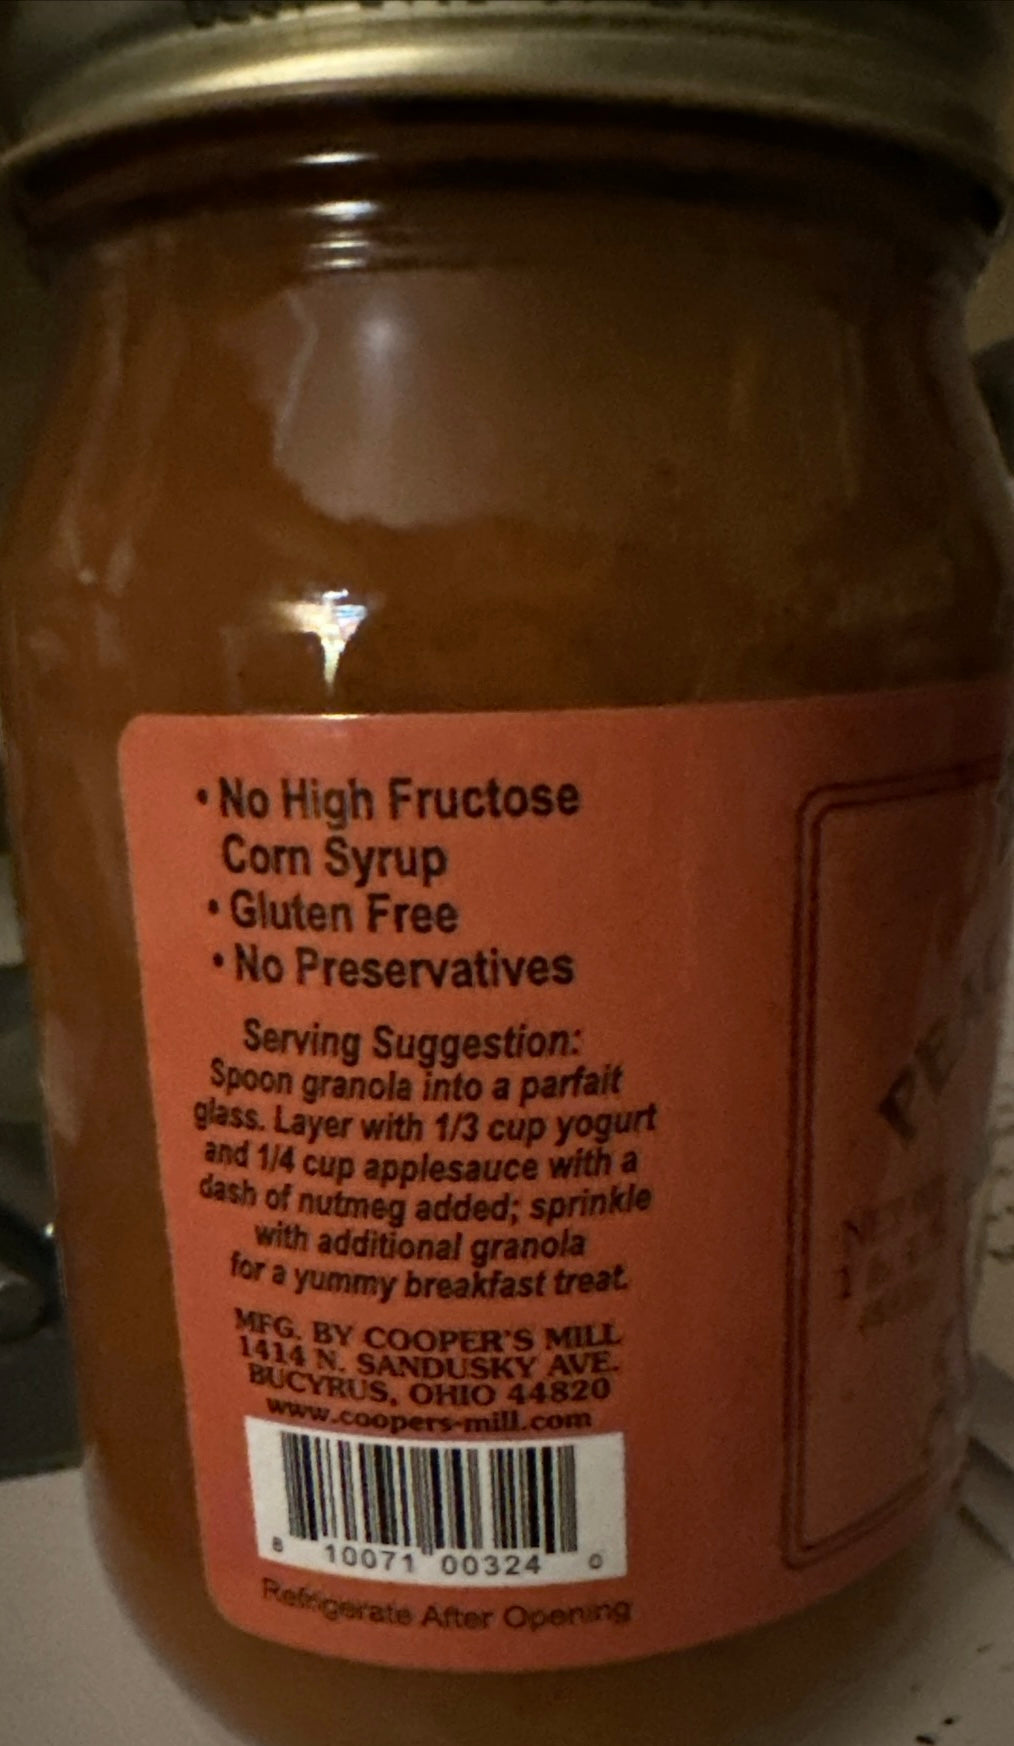 • No High Fructose
Corn Syrup
• Gluten Free
• No Preservatives
Serving Suggestion:
Spoon granola into a parfait
glass. Layer with 1/3 cup yogurt
and 1/4 cup applesauce with a
dash of nutmeg added; sprinkle
with additional granola
for a yummy breakfast treat.
MFG. BY COOPER'S MILL
1414 N. SANDUSKY AVE.
BUCYRUS, OHIO 44820
www.coopers-mill.com
8 10071 00324 0
Refrigerate After Opening